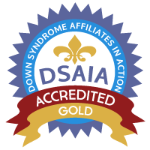 DOWN SYNDROME AFFILIATES IN ACTION
DSAIA
ACCREDITED
GOLD